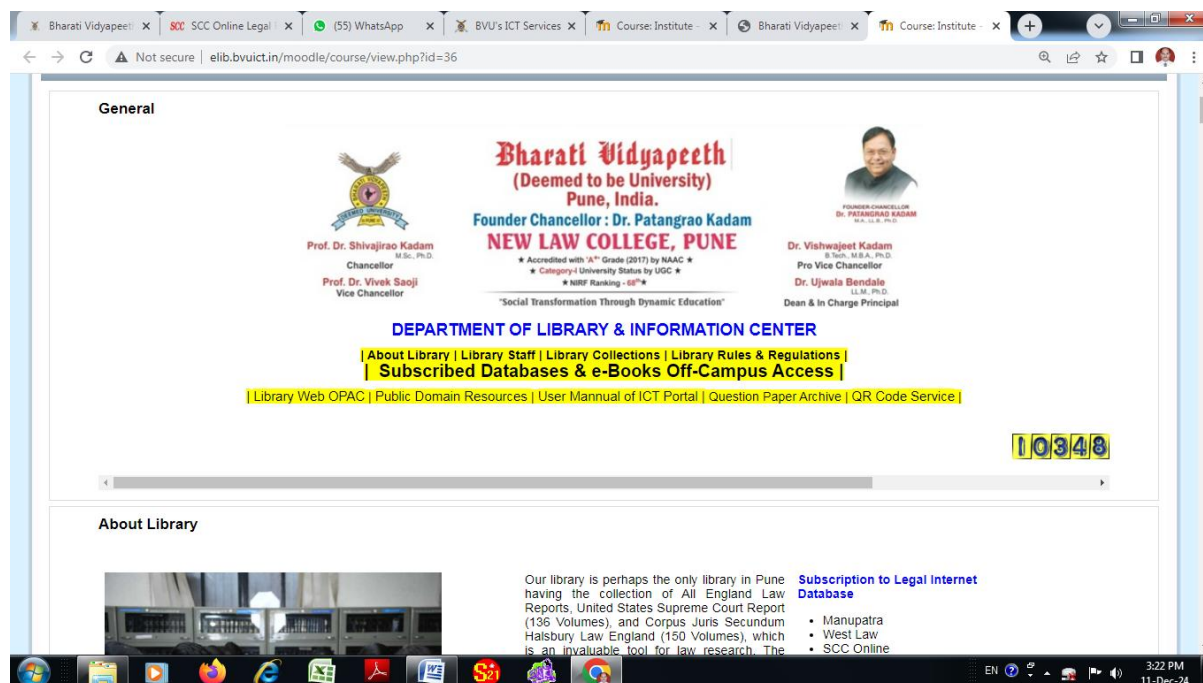 Bharati Vidyapeet
SCC SCC Online Legal
(55) WhatsApp
BVU's ICT Services
Course: Institute -
Bharati Vidyapeet
Course: Institute -
Not secure | elib.bvuict.in/moodle/course/view.php?id=36
General
Bharati Vidyapeeth
(Deemed to be University)
Pune, India.
Founder Chancellor : Dr. Patangrao Kadam
NEW LAW COLLEGE, PUNE
★ Accredited with 'A+' Grade (2017) by NAAC ★
★ Category-I University Status by UGC ★
★ NIRF Ranking - 68th ★
"Social Transformation Through Dynamic Education"
Prof. Dr. Shivajirao Kadam
M.Sc., Ph.D.
Chancellor
Prof. Dr. Vivek Saoji
Vice Chancellor
FOUNDER-CHANCELLOR
Dr. PATANGRAO KADAM
M.A., LL.B., Ph.D.
Dr. Vishwajeet Kadam
B.Tech., M.B.A., Ph.D.
Pro Vice Chancellor
Dr. Ujwala Bendale
LL.M., Ph.D.
Dean & In Charge Principal
DEPARTMENT OF LIBRARY & INFORMATION CENTER
| About Library | Library Staff | Library Collections | Library Rules & Regulations |
| Subscribed Databases & e-Books Off-Campus Access |
| Library Web OPAC | Public Domain Resources | User Mannual of ICT Portal | Question Paper Archive | QR Code Service |
10348
About Library
Our library is perhaps the only library in Pune
having the collection of All England Law
Reports, United States Supreme Court Report
(136 Volumes), and Corpus Juris Secundum
Halsbury Law England (150 Volumes), which
is an invaluable tool for law research. The
Subscription to Legal Internet
Database
• Manupatra
• West Law
• SCC Online
EN
3:22 PM
11-Dec-24